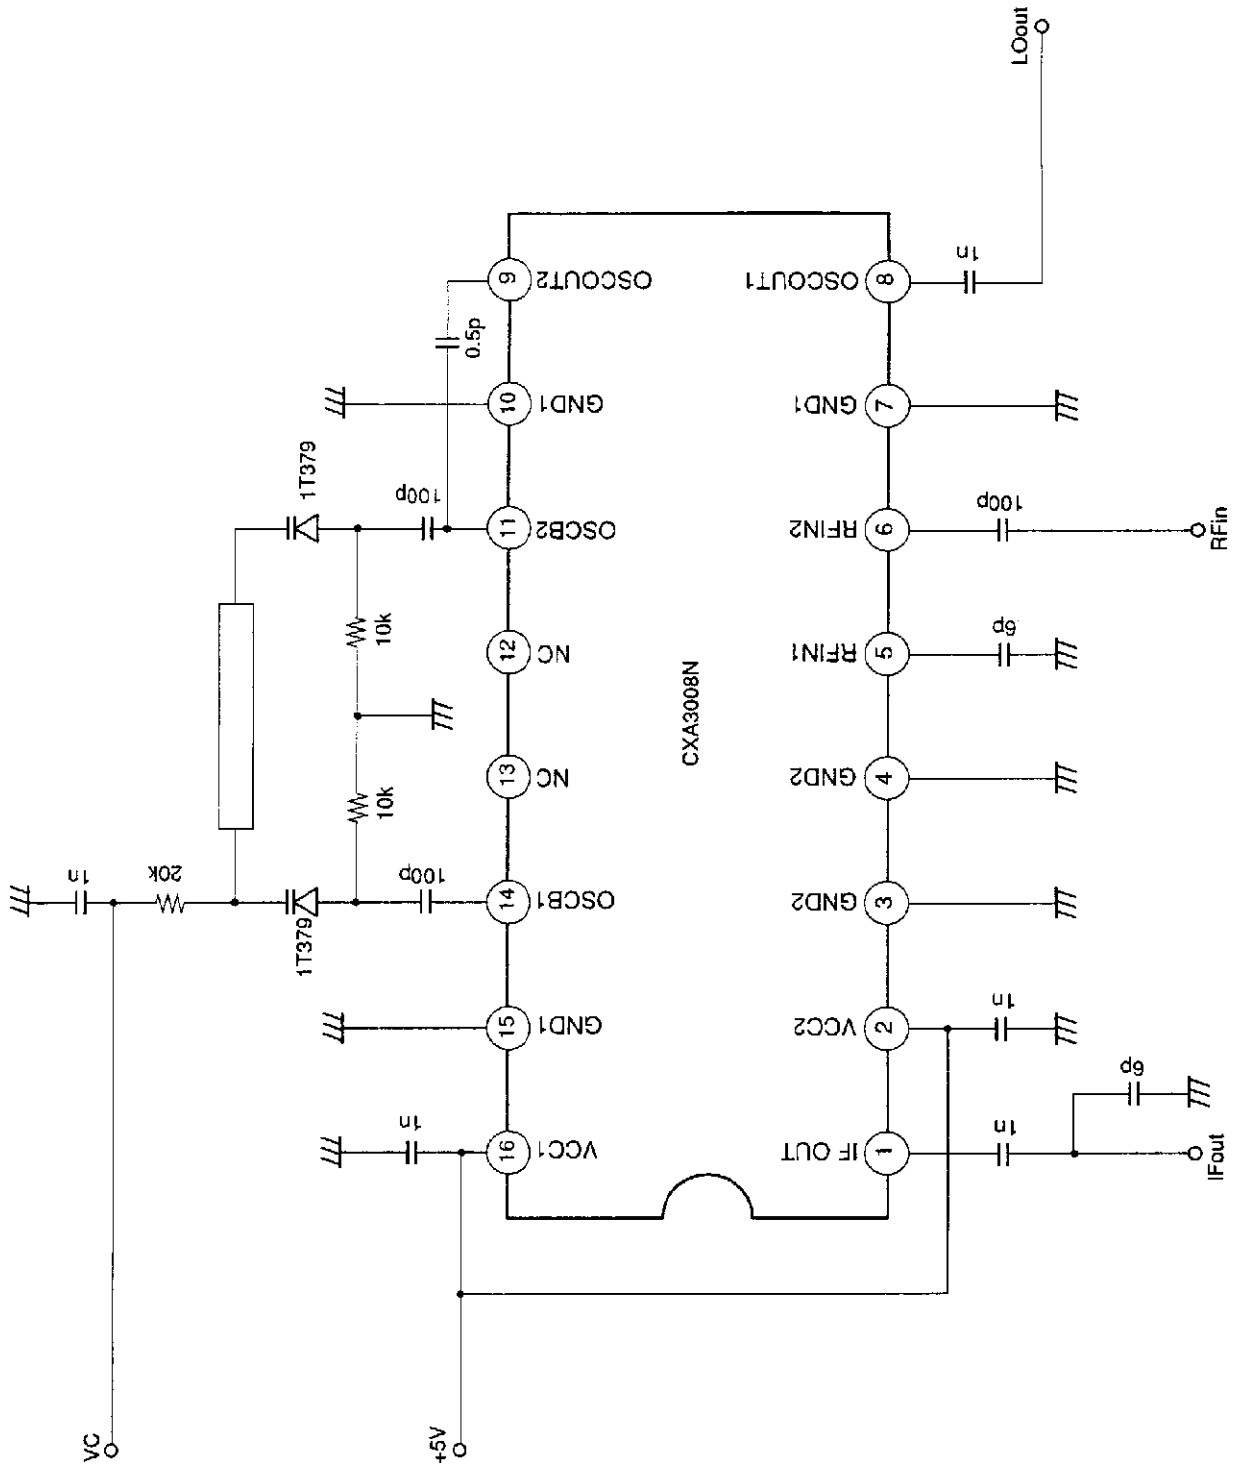 LOout
1n
0.5p
9
OSCOUT2
8
OSCOUT1
10
GND1
7
GND1
1T379
100p
11
OSCB2
6
RFIN2
100p
RFin
10k
12
NC
5
RFIN1
6p
CXA3008N
10k
13
NC
4
GND2
1n
20k
1T379
100p
14
OSCB1
3
GND2
15
GND1
2
VCC2
1n
1n
16
VCC1
1
IF OUT
1n
6p
IFout
VC
+5V